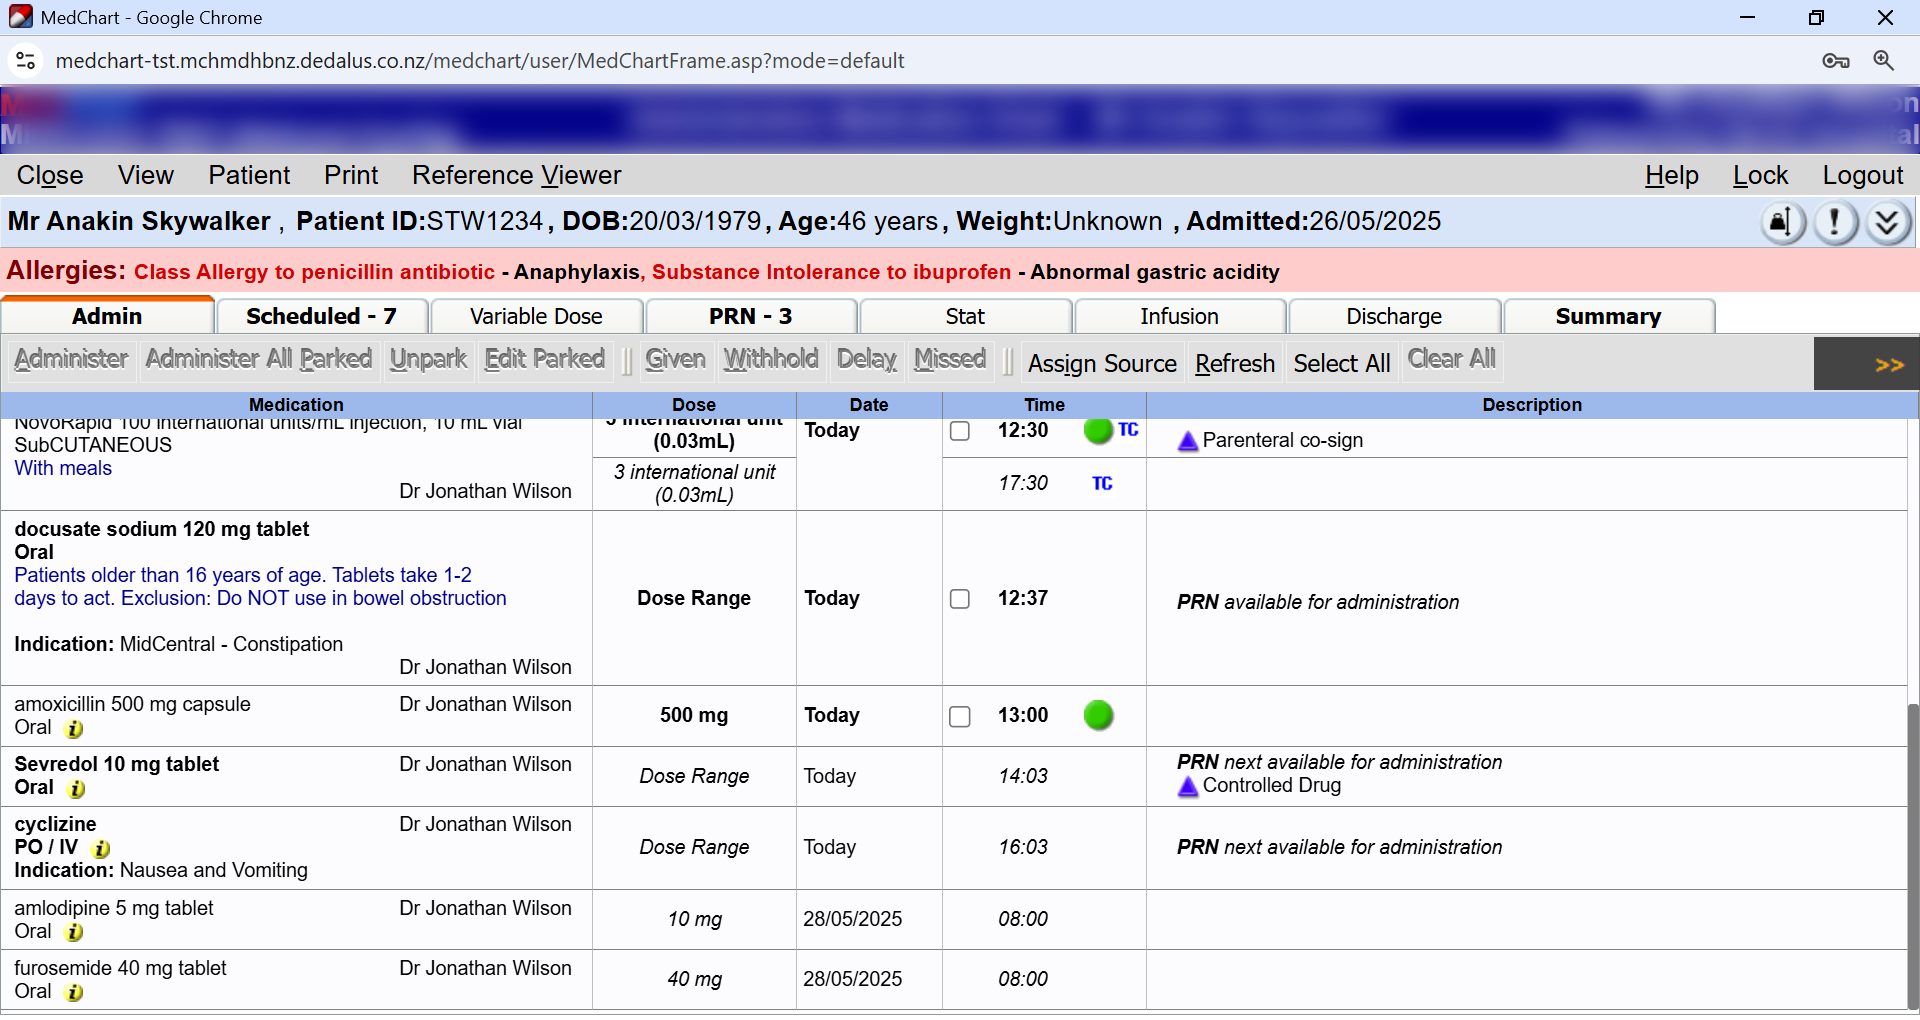 MedChart - Google Chrome
medchart-tst.mchmdhbnz.dedalus.co.nz/medchart/user/MedChartFrame.asp?mode=default
Close View Patient Print Reference Viewer Help Lock Logout
Mr Anakin Skywalker , Patient ID:STW1234, DOB:20/03/1979, Age:46 years, Weight:Unknown , Admitted:26/05/2025
Allergies: Class Allergy to penicillin antibiotic - Anaphylaxis, Substance Intolerance to ibuprofen - Abnormal gastric acidity
Admin Scheduled - 7 Variable Dose PRN - 3 Stat Infusion Discharge Summary
Administer Administer All Parked Unpark Edit Parked Given Withhold Delay Missed Assign Source Refresh Select All Clear All >>
Medication Dose Date Time Description
NovoRapid 100 international units/mL injection, 10 mL vial
SubCUTANEOUS
With meals
Dr Jonathan Wilson
3 international unit
(0.03mL)
Today
12:30 TC
Parenteral co-sign
3 international unit
(0.03mL)
17:30 TC
docusate sodium 120 mg tablet
Oral
Patients older than 16 years of age. Tablets take 1-2
days to act. Exclusion: Do NOT use in bowel obstruction
Indication: MidCentral - Constipation
Dr Jonathan Wilson
Dose Range Today 12:37 PRN available for administration
amoxicillin 500 mg capsule Dr Jonathan Wilson
Oral i
500 mg Today 13:00
Sevredol 10 mg tablet Dr Jonathan Wilson
Oral i
Dose Range Today 14:03
PRN next available for administration
Controlled Drug
cyclizine Dr Jonathan Wilson
PO / IV i
Indication: Nausea and Vomiting
Dose Range Today 16:03 PRN next available for administration
amlodipine 5 mg tablet Dr Jonathan Wilson
Oral i
10 mg 28/05/2025 08:00
furosemide 40 mg tablet Dr Jonathan Wilson
Oral i
40 mg 28/05/2025 08:00